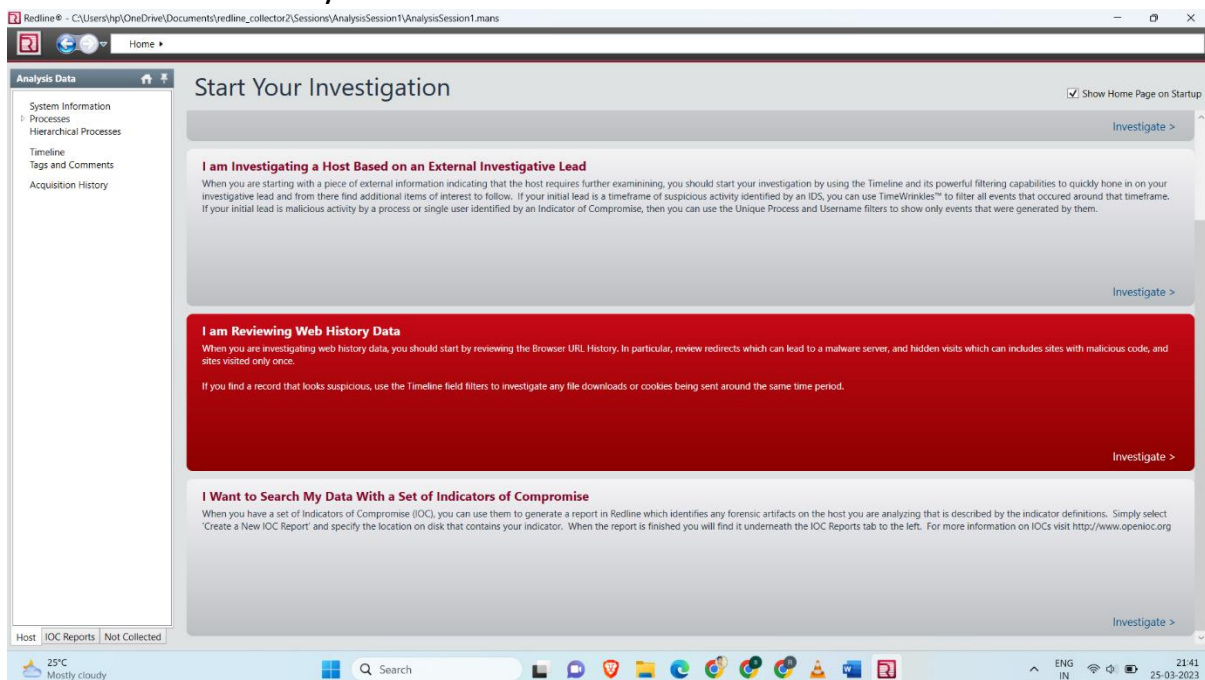 Redline® - C:\Users\hp\OneDrive\Documents\redline_collector2\Sessions\AnalysisSession1\AnalysisSession1.mans
Home
Analysis Data
System Information
Processes
Hierarchical Processes
Timeline
Tags and Comments
Acquisition History
Host
IOC Reports
Not Collected
Start Your Investigation
Show Home Page on Startup
Investigate >
I am Investigating a Host Based on an External Investigative Lead
When you are starting with a piece of external information indicating that the host requires further examinining, you should start your investigation by using the Timeline and its powerful filtering capabilities to quickly hone in on your
investigative lead and from there find additional items of interest to follow. If your initial lead is a timeframe of suspicious activity identified by an IDS, you can use TimeWrinkles™ to filter all events that occured around that timeframe.
If your initial lead is malicious activity by a process or single user identified by an Indicator of Compromise, then you can use the Unique Process and Username filters to show only events that were generated by them.
Investigate >
I am Reviewing Web History Data
When you are investigating web history data, you should start by reviewing the Browser URL History. In particular, review redirects which can lead to a malware server, and hidden visits which can includes sites with malicious code, and
sites visited only once.
If you find a record that looks suspicious, use the Timeline field filters to investigate any file downloads or cookies being sent around the same time period.
Investigate >
I Want to Search My Data With a Set of Indicators of Compromise
When you have a set of Indicators of Compromise (IOC), you can use them to generate a report in Redline which identifies any forensic artifacts on the host you are analyzing that is described by the indicator definitions. Simply select
'Create a New IOC Report' and specify the location on disk that contains your indicator. When the report is finished you will find it underneath the IOC Reports tab to the left. For more information on IOCs visit http://www.openioc.org
Investigate >
25°C
Mostly cloudy
Search
ENG
IN
21:41
25-03-2023